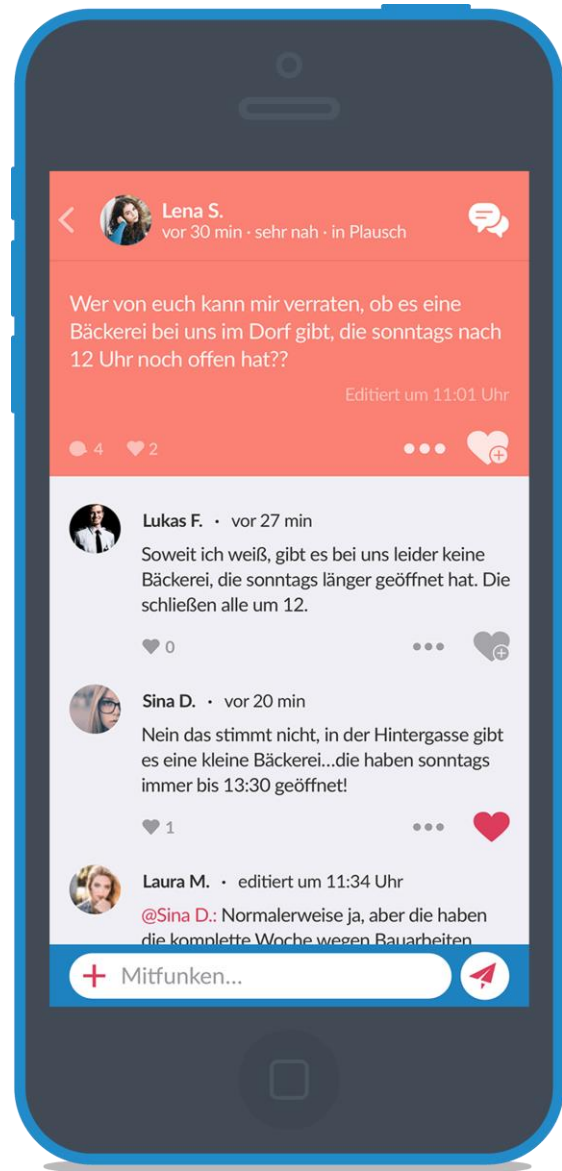 Lena S.
vor 30 min · sehr nah · in Plausch
Wer von euch kann mir verraten, ob es eine
Bäckerei bei uns im Dorf gibt, die sonntags nach
12 Uhr noch offen hat??
Editiert um 11:01 Uhr
4 2
Lukas F. · vor 27 min
Soweit ich weiß, gibt es bei uns leider keine
Bäckerei, die sonntags länger geöffnet hat. Die
schließen alle um 12.
0
Sina D. · vor 20 min
Nein das stimmt nicht, in der Hintergasse gibt
es eine kleine Bäckerei...die haben sonntags
immer bis 13:30 geöffnet!
1
Laura M. · editiert um 11:34 Uhr
@Sina D.: Normalerweise ja, aber die haben
die komplette Woche wegen Bauarbeiten
+ Mitfunken...